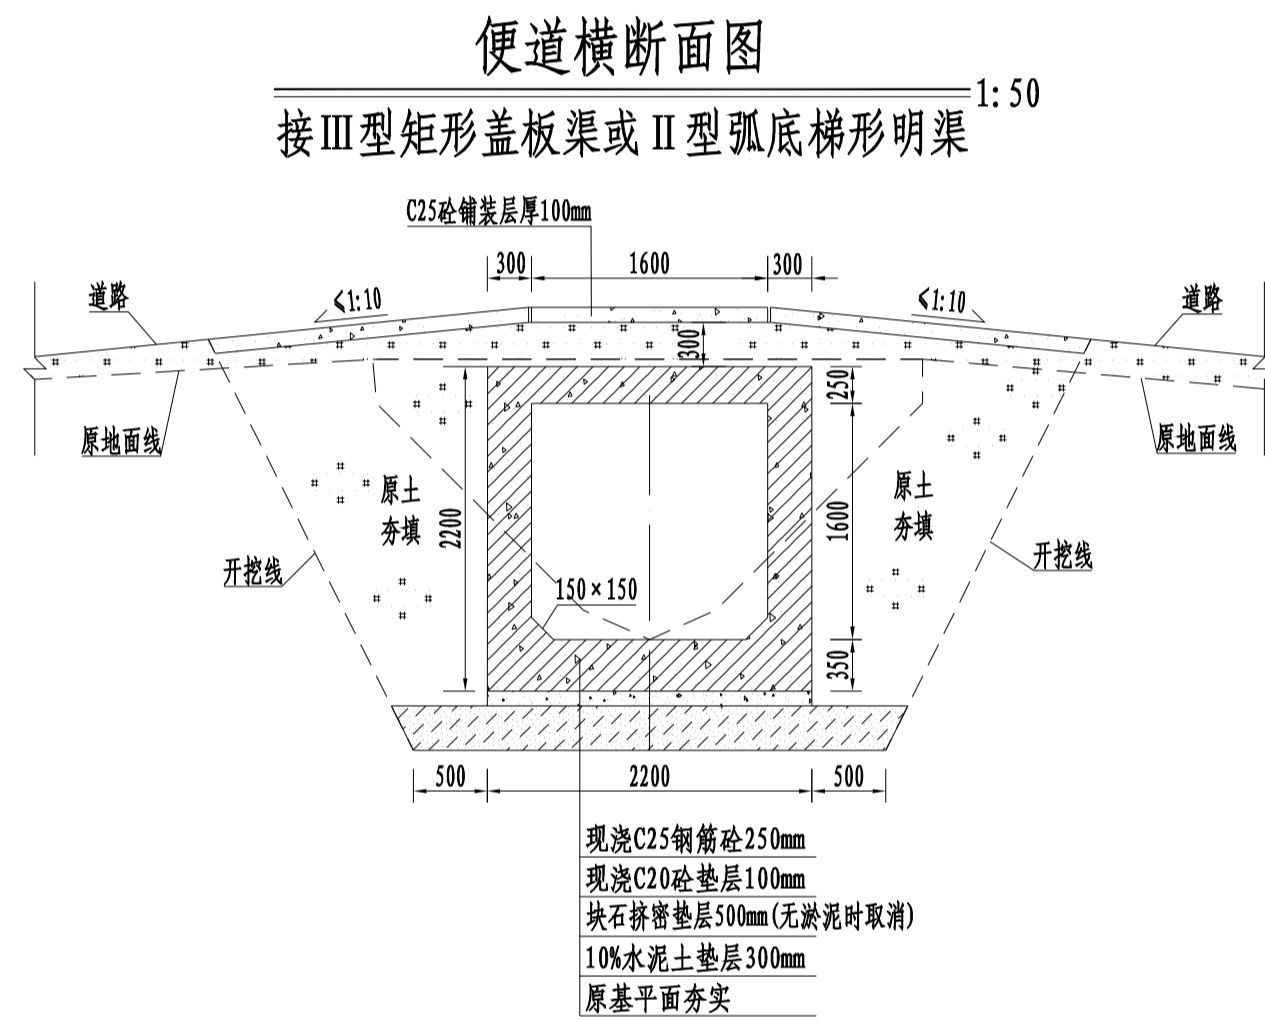 便道横断面图
1:50
接Ⅲ型矩形盖板渠或Ⅱ型弧底梯形明渠
C25砼铺装层厚100mm
300
1600
300
道路
≤1:10
≤1:10
道路
300
250
原地面线
原地面线
原土
夯填
2200
1600
原土
夯填
开挖线
开挖线
150×150
350
500
2200
500
现浇C25钢筋砼250mm
现浇C20砼垫层100mm
块石挤密垫层500mm(无淤泥时取消)
10%水泥土垫层300mm
原基平面夯实